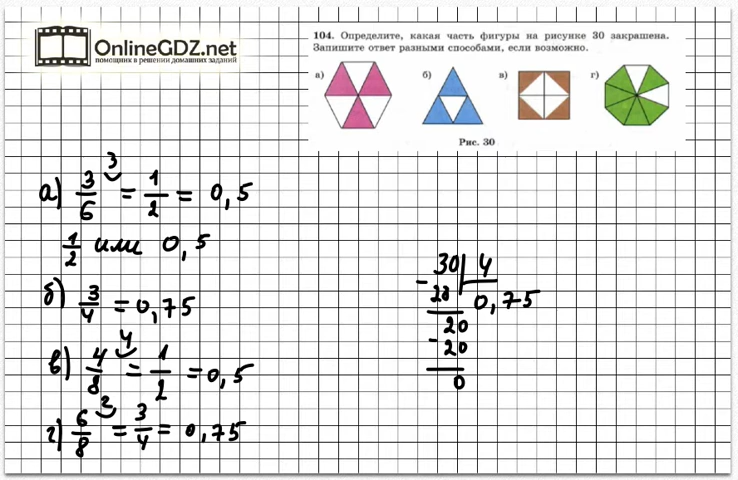 OnlineGDZ.net
помощник в решении домашних заданий
104. Определите, какая часть фигуры на рисунке 30 закрашена.
Запишите ответ разными способами, если возможно.
а) б) в) г)
Рис. 30
а) 3/6 3 = 1/2 = 0,5
1/2 или 0,5
б) 3/4 = 0,75
в) 4/8 4 = 1/2 = 0,5
г) 6/8 2 = 3/4 = 0,75
30 | 4
- 28 0,75
20
- 20
0